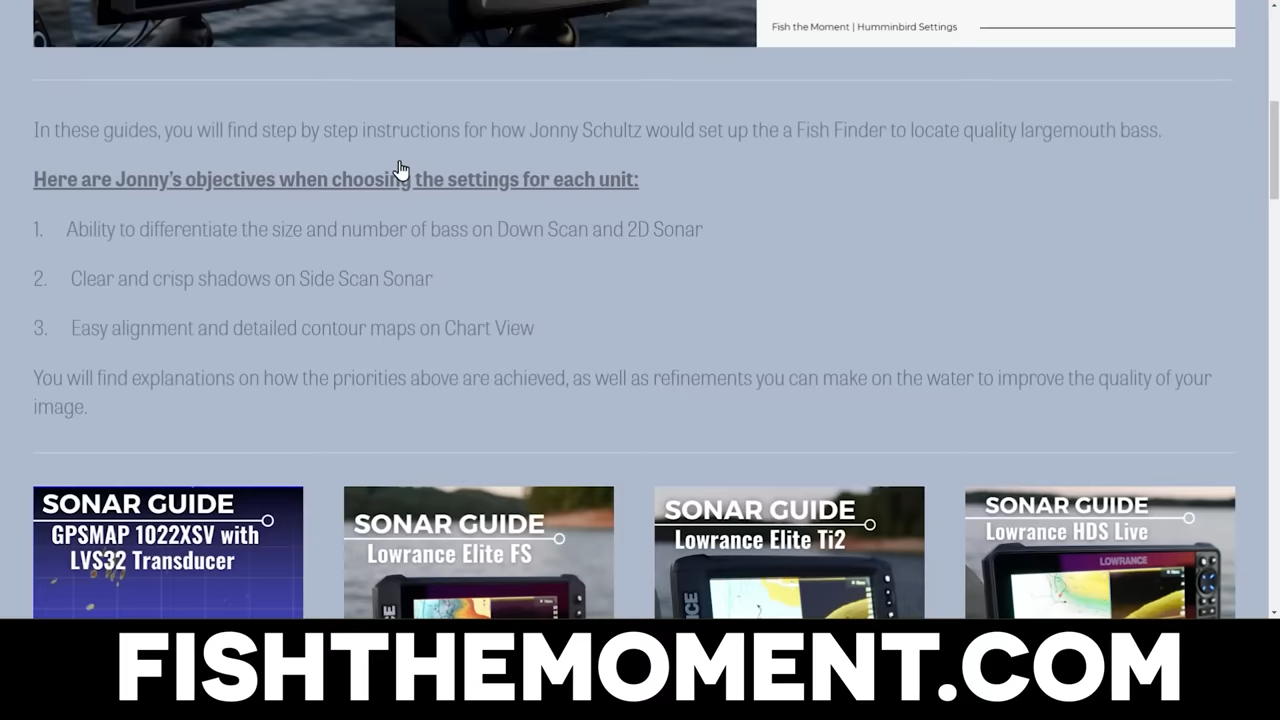 Fish the Moment | Humminbird Settings
In these guides, you will find step by step instructions for how Jonny Schultz would set up the a Fish Finder to locate quality largemouth bass.
Here are Jonny's objectives when choosing the settings for each unit:
1. Ability to differentiate the size and number of bass on Down Scan and 2D Sonar
2. Clear and crisp shadows on Side Scan Sonar
3. Easy alignment and detailed contour maps on Chart View
You will find explanations on how the priorities above are achieved, as well as refinements you can make on the water to improve the quality of your
image.
SONAR GUIDE
GPSMAP 1022XSV with
LVS32 Transducer
SONAR GUIDE
Lowrance Elite FS
SONAR GUIDE
Lowrance Elite Ti2
SONAR GUIDE
Lowrance HDS Live
LOWRANCE
FISHTHEMOMENT.COM